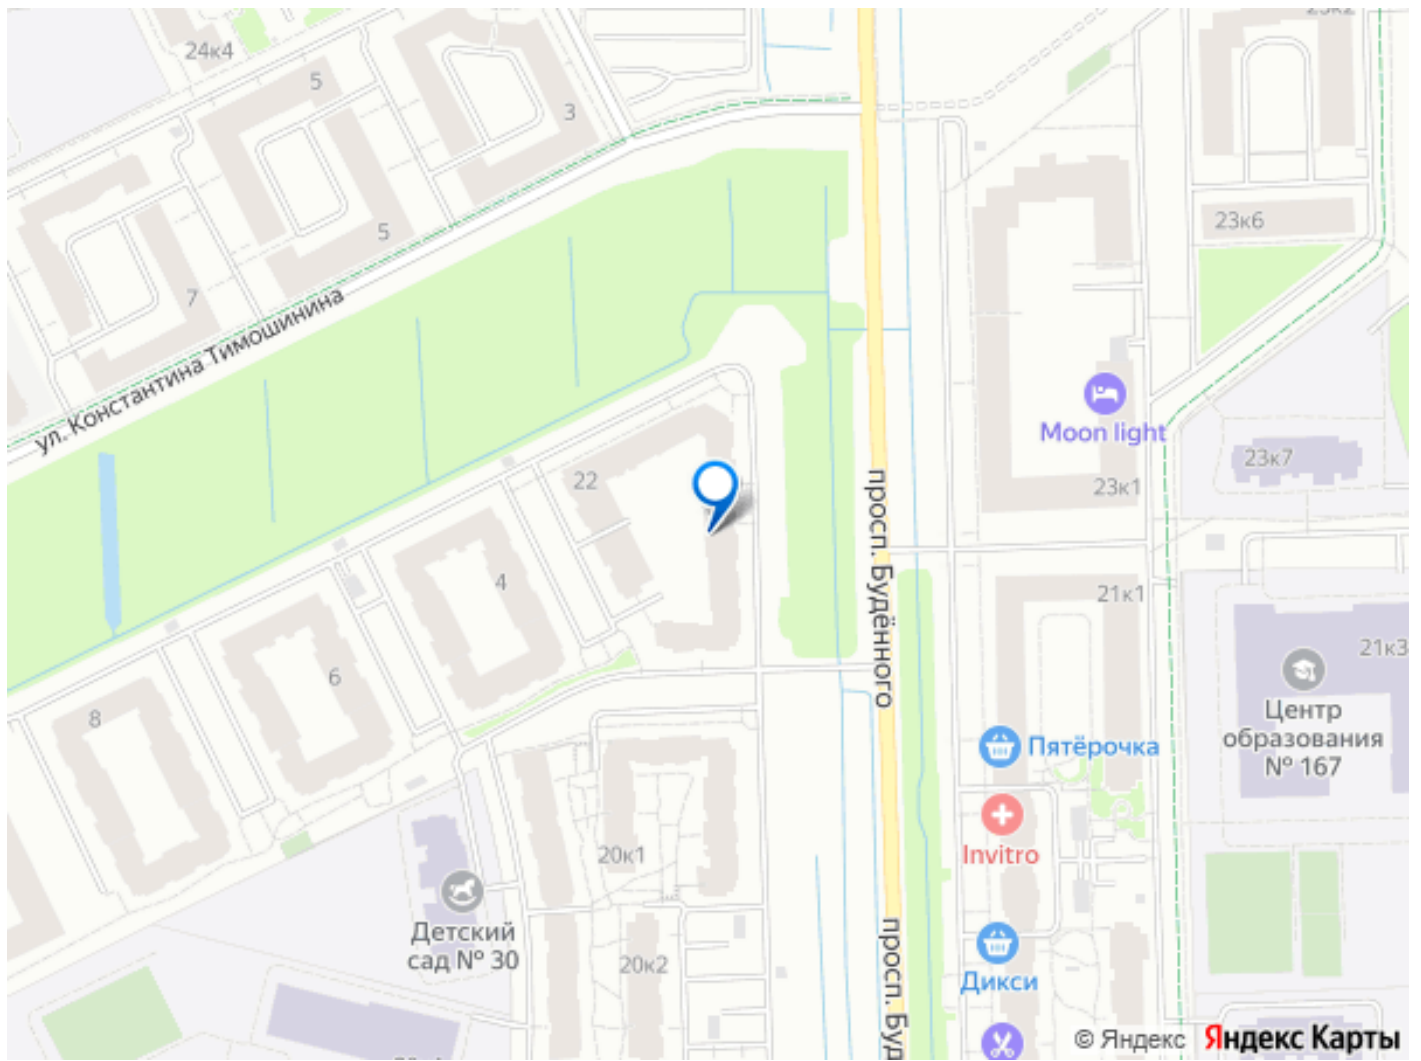 24к4
5
3
5
7
ул. Константина Тимошинина
23к6
Moon light
23к7
23к1
22
просп. Будённого
4
21к1
21к3
6
8
Центр
образования
№ 167
Пятёрочка
Invitro
20к1
Детский
сад № 30
20к2
просп. Буд
Дикси
© Яндекс Яндекс Карты